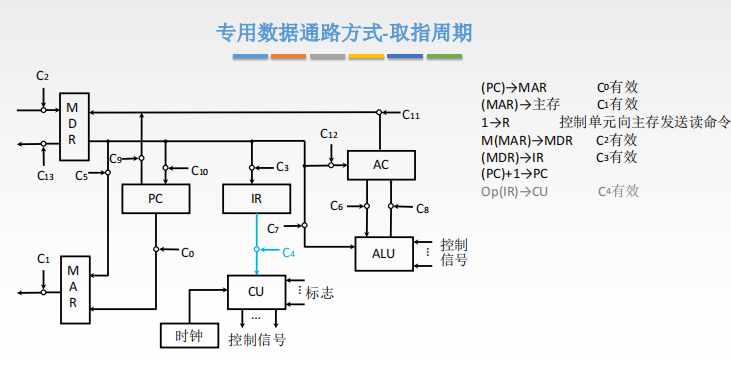 专用数据通路方式-取指周期
C2
M
D
R
C13
C5
C9
C10
PC
C3
IR
C12
C11
AC
C6
C8
C7
ALU
控制
信号
C0
C4
C1
M
A
R
CU
标志
时钟
...
控制信号
(PC)→MAR C0有效
(MAR)→主存 C1有效
1→R 控制单元向主存发送读命令
M(MAR)→MDR C2有效
(MDR)→IR C3有效
(PC)+1→PC
Op(IR)→CU C4有效